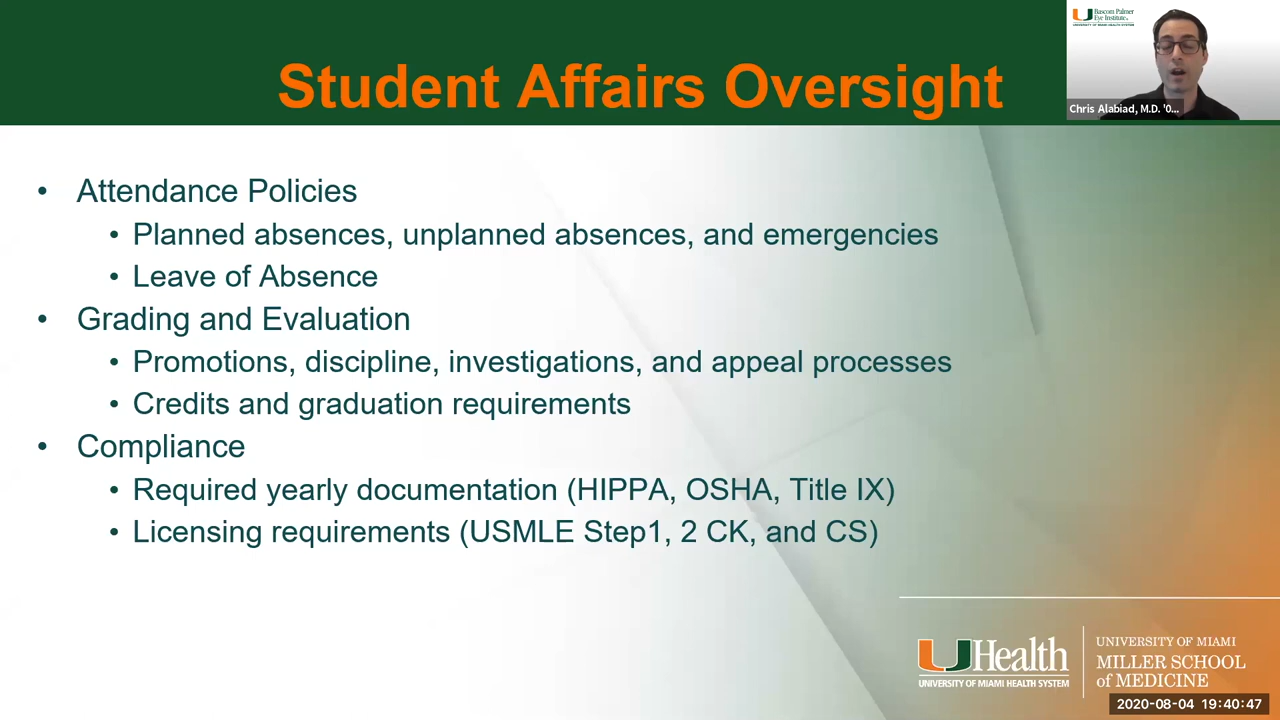 Student Affairs Oversight
Bascom Palmer
Eye Institute
UNIVERSITY OF MIAMI HEALTH SYSTEM
Chris Alabiad, M.D. '0...
• Attendance Policies
• Planned absences, unplanned absences, and emergencies
• Leave of Absence
• Grading and Evaluation
• Promotions, discipline, investigations, and appeal processes
• Credits and graduation requirements
• Compliance
• Required yearly documentation (HIPPA, OSHA, Title IX)
• Licensing requirements (USMLE Step1, 2 CK, and CS)
UHealth
UNIVERSITY OF MIAMI HEALTH SYSTEM
UNIVERSITY OF MIAMI
MILLER SCHOOL
of MEDICINE
2020-08-04 19:40:47